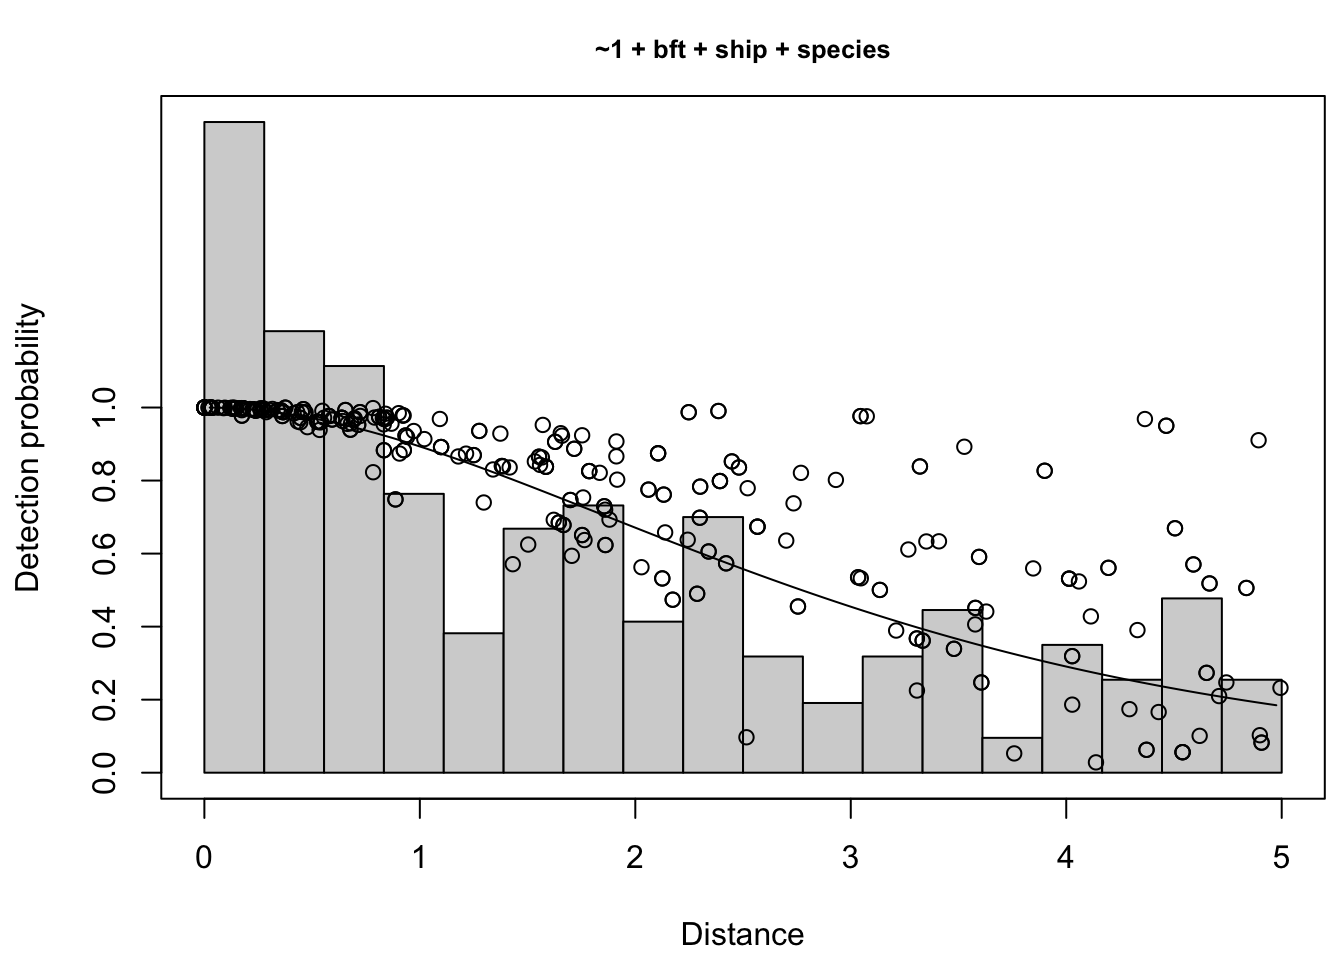 ~1 + bft + ship + species
Detection probability
1.0
0.8
0.6
0.4
0.2
0.0
0 1 2 3 4 5
Distance